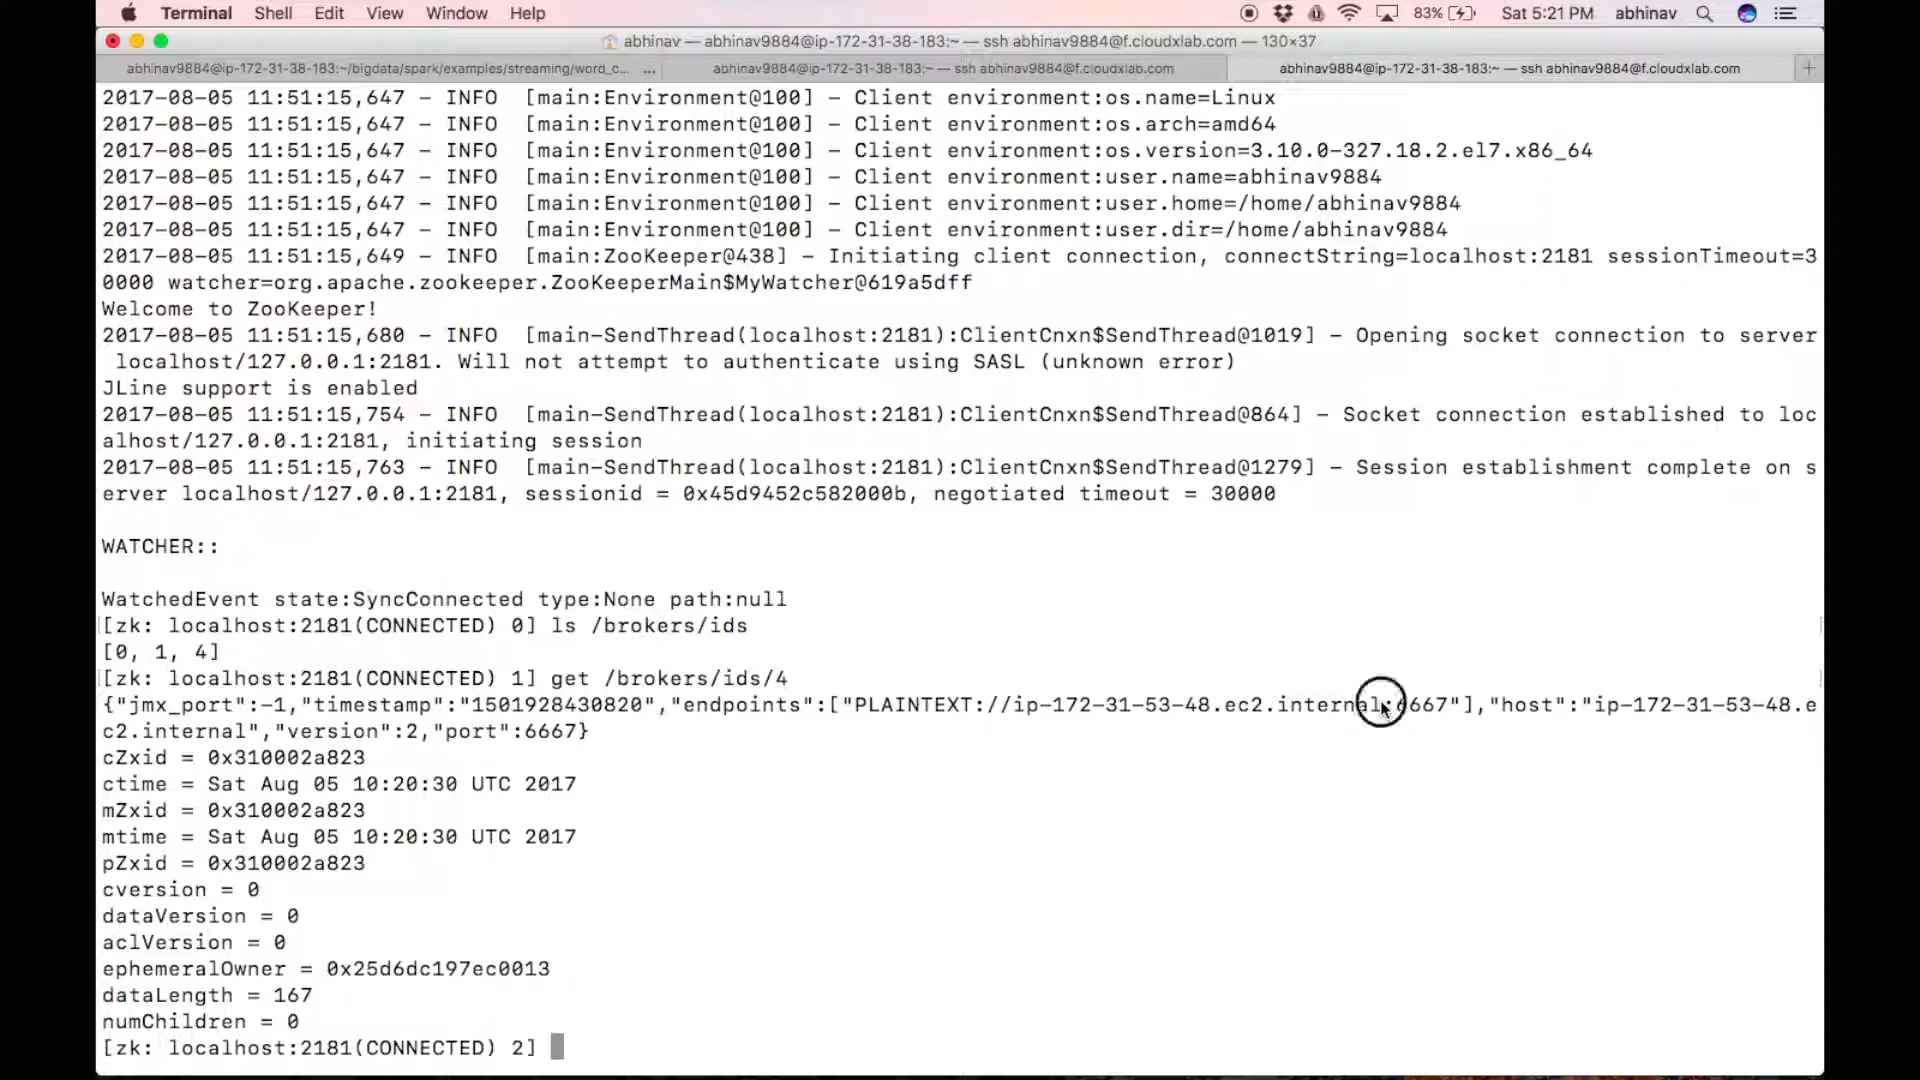 Terminal Shell Edit View Window Help 83% Sat 5:21 PM abhinav
abhinav — abhinav9884@ip-172-31-38-183:~ — ssh abhinav9884@f.cloudxlab.com — 130×37
abhinav9884@ip-172-31-38-183:~/bigdata/spark/examples/streaming/word_c... ... abhinav9884@ip-172-31-38-183:~ — ssh abhinav9884@f.cloudxlab.com abhinav9884@ip-172-31-38-183:~ — ssh abhinav9884@f.cloudxlab.com
2017-08-05 11:51:15,647 - INFO  [main:Environment@100] - Client environment:os.name=Linux
2017-08-05 11:51:15,647 - INFO  [main:Environment@100] - Client environment:os.arch=amd64
2017-08-05 11:51:15,647 - INFO  [main:Environment@100] - Client environment:os.version=3.10.0-327.18.2.el7.x86_64
2017-08-05 11:51:15,647 - INFO  [main:Environment@100] - Client environment:user.name=abhinav9884
2017-08-05 11:51:15,647 - INFO  [main:Environment@100] - Client environment:user.home=/home/abhinav9884
2017-08-05 11:51:15,647 - INFO  [main:Environment@100] - Client environment:user.dir=/home/abhinav9884
2017-08-05 11:51:15,649 - INFO  [main:ZooKeeper@438] - Initiating client connection, connectString=localhost:2181 sessionTimeout=3
0000 watcher=org.apache.zookeeper.ZooKeeperMain$MyWatcher@619a5dff
Welcome to ZooKeeper!
2017-08-05 11:51:15,680 - INFO  [main-SendThread(localhost:2181):ClientCnxn$SendThread@1019] - Opening socket connection to server
 localhost/127.0.0.1:2181. Will not attempt to authenticate using SASL (unknown error)
JLine support is enabled
2017-08-05 11:51:15,754 - INFO  [main-SendThread(localhost:2181):ClientCnxn$SendThread@864] - Socket connection established to loc
alhost/127.0.0.1:2181, initiating session
2017-08-05 11:51:15,763 - INFO  [main-SendThread(localhost:2181):ClientCnxn$SendThread@1279] - Session establishment complete on s
erver localhost/127.0.0.1:2181, sessionid = 0x45d9452c582000b, negotiated timeout = 30000
WATCHER::
WatchedEvent state:SyncConnected type:None path:null
[zk: localhost:2181(CONNECTED) 0] ls /brokers/ids
[0, 1, 4]
[zk: localhost:2181(CONNECTED) 1] get /brokers/ids/4
{"jmx_port":-1,"timestamp":"1501928430820","endpoints":["PLAINTEXT://ip-172-31-53-48.ec2.internal:6667"],"host":"ip-172-31-53-48.e
c2.internal","version":2,"port":6667}
cZxid = 0x310002a823
ctime = Sat Aug 05 10:20:30 UTC 2017
mZxid = 0x310002a823
mtime = Sat Aug 05 10:20:30 UTC 2017
pZxid = 0x310002a823
cversion = 0
dataVersion = 0
aclVersion = 0
ephemeralOwner = 0x25d6dc197ec0013
dataLength = 167
numChildren = 0
[zk: localhost:2181(CONNECTED) 2]